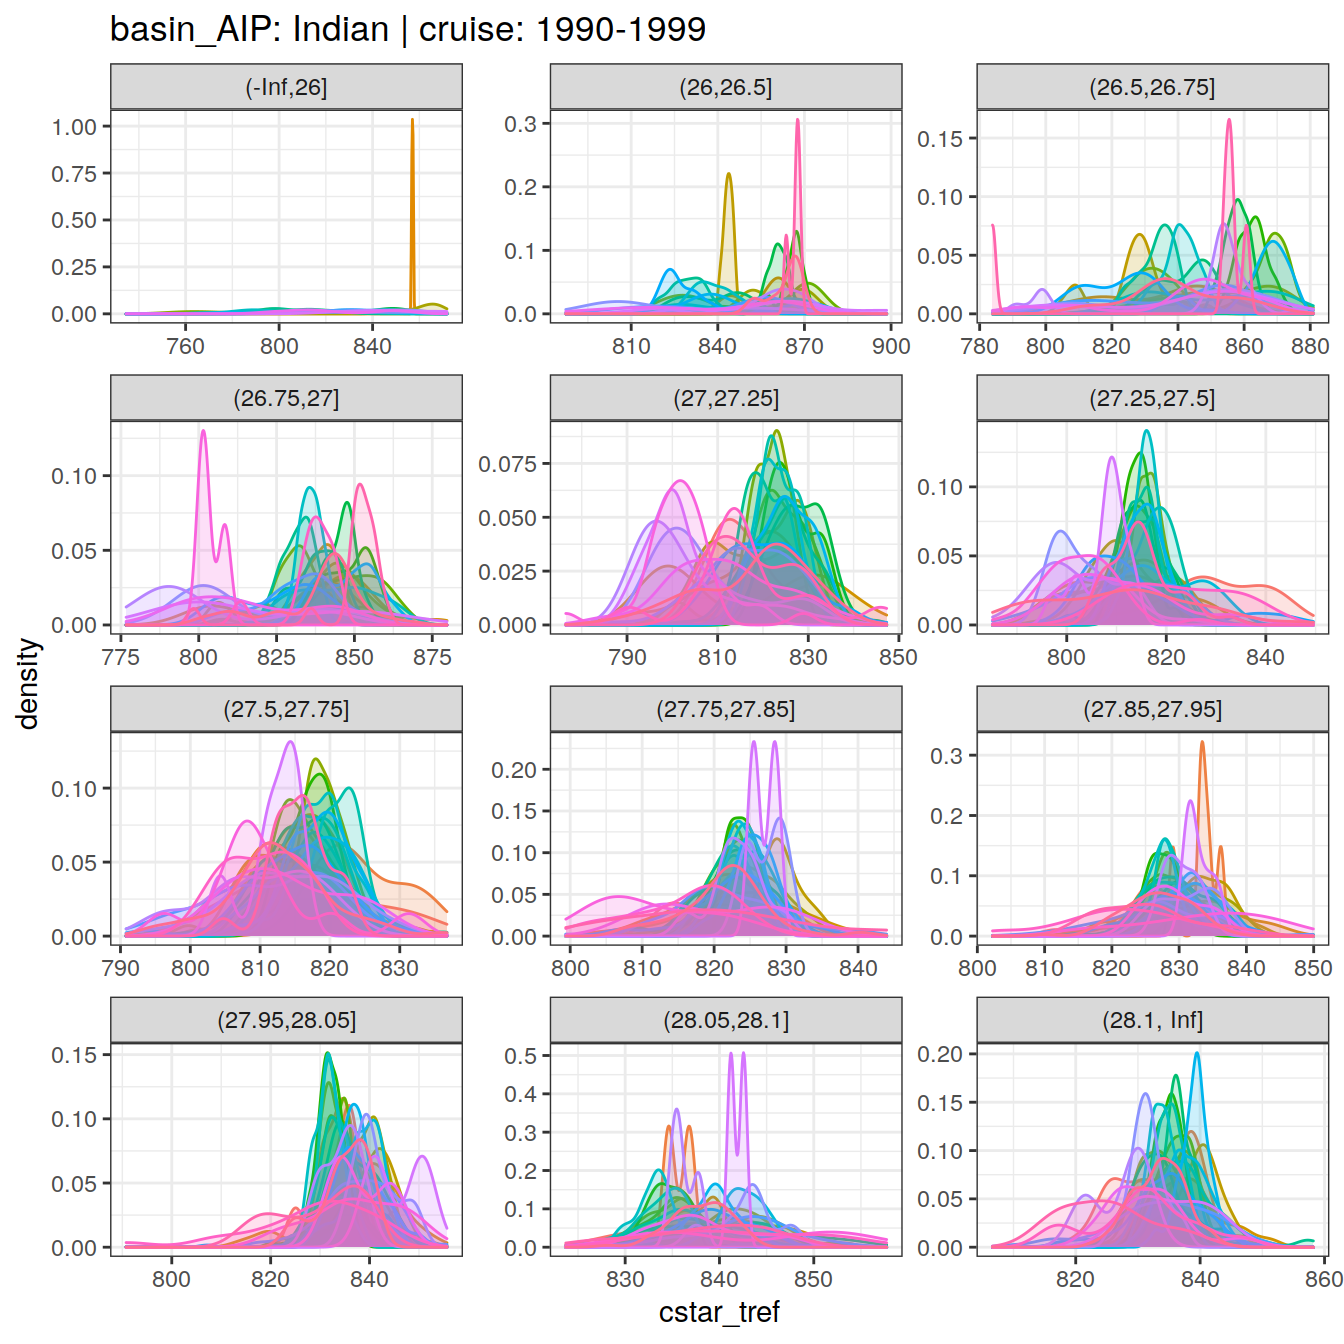 basin_AIP: Indian | cruise: 1990-1999
(-Inf,26] (26,26.5] (26.5,26.75]
1.00 0.3 0.15
0.75 0.2 0.10
0.50 0.1 0.05
0.25 0.0 0.00
0.00
760 800 840 810 840 870 900 780 800 820 840 860 880
(26.75,27] (27,27.25] (27.25,27.5]
0.10 0.075 0.10
0.05 0.050 0.05
0.00 0.025 0.00
0.000
775 800 825 850 875 790 810 830 850 800 820 840
density
(27.5,27.75] (27.75,27.85] (27.85,27.95]
0.10 0.20 0.3
0.05 0.15 0.2
0.00 0.10 0.1
0.05 0.0
0.00
790 800 810 820 830 800 810 820 830 840 800 810 820 830 840 850
(27.95,28.05] (28.05,28.1] (28.1, Inf]
0.15 0.5 0.20
0.10 0.4 0.15
0.05 0.3 0.10
0.00 0.2 0.05
0.1 0.00
0.0
800 820 840 830 840 850 820 840 860
cstar_tref